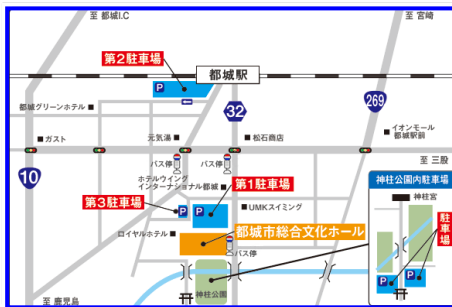 至 都城I.C
至 宮崎
第2駐車場
都城駅
P
都城グリーンホテル
32
269
ガスト
元気湯
松石商店
イオンモール
都城駅前
バス停
バス停
至 三股
10
ホテルウイング
インターナショナル都城
第1駐車場
神柱公園内駐車場
神柱宮
第3駐車場
P
P
UMKスイミング
駐車場
ロイヤルホテル
都城市総合文化ホール
バス停
P
P
神柱公園
至 鹿児島